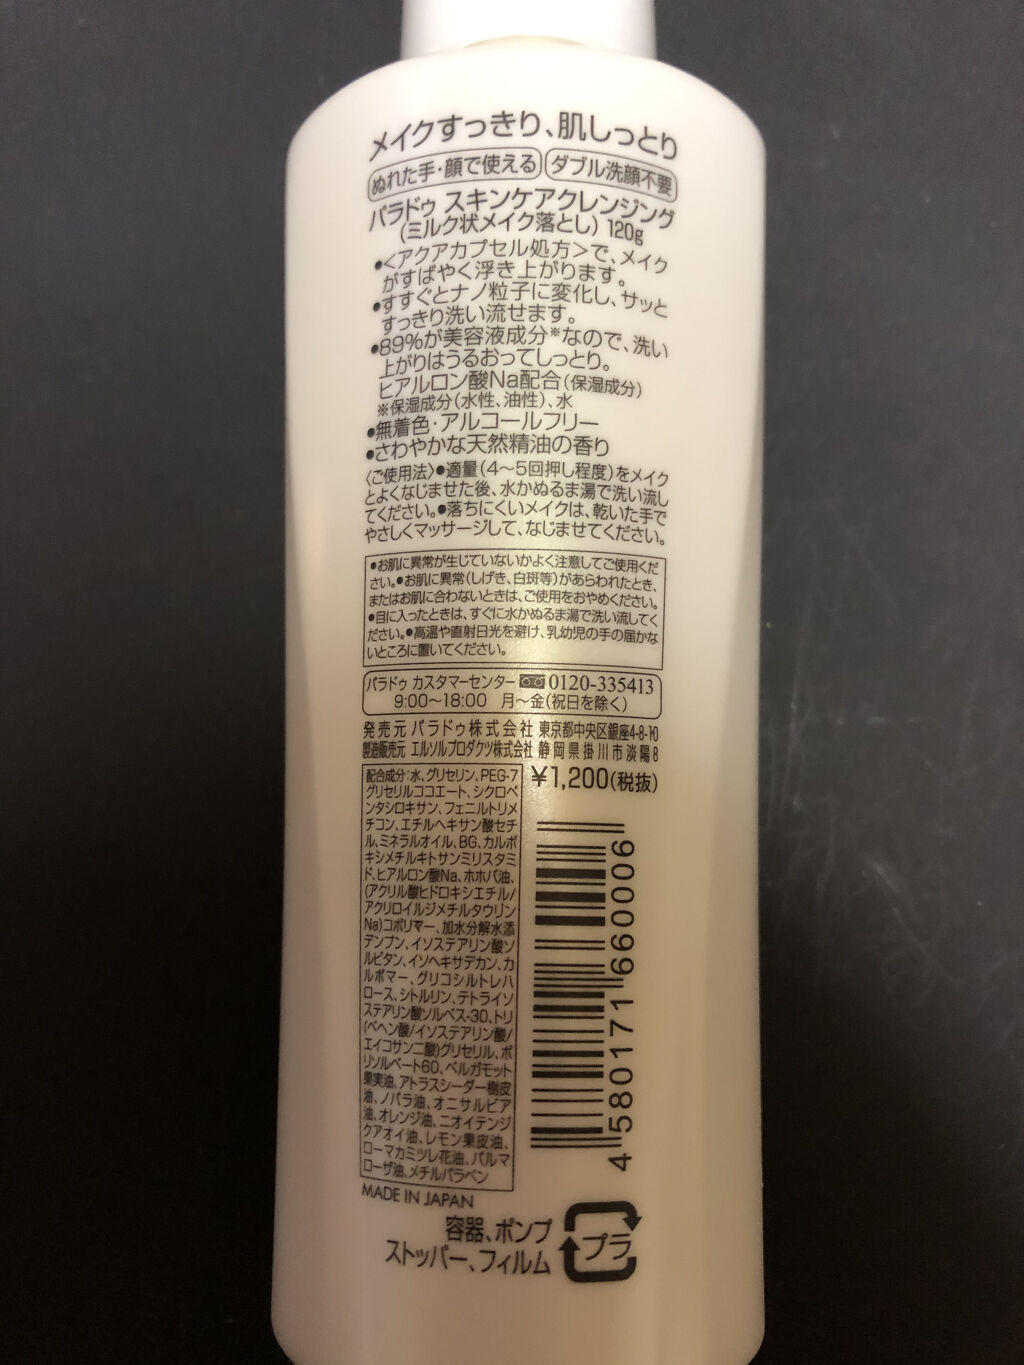 メイクすっきり、肌しっとり
ぬれた手・顔で使える ダブル洗顔不要
パラドゥ スキンケアクレンジング
(ミルク状メイク落とし) 120g
●<アクアカプセル処方>で、メイク
がすばやく浮き上がります。
●すすぐとナノ粒子に変化し、サッと
すっきり洗い流せます。
●89%が美容液成分※なので、洗い
上がりはうるおってしっとり。
ヒアルロン酸Na配合(保湿成分)
※保湿成分(水性、油性)、水
●無着色・アルコールフリー
●さわやかな天然精油の香り
〈ご使用法〉●適量(4〜5回押し程度)をメイク
とよくなじませた後、水かぬるま湯で洗い流し
てください。●落ちにくいメイクは、乾いた手で
やさしくマッサージして、なじませてください。
●お肌に異常が生じていないかよく注意してご使用くだ
さい。●お肌に異常(しげき、白斑等)があらわれたとき、
またはお肌に合わないときは、ご使用をおやめください。
●目に入ったときは、すぐに水かぬるま湯で洗い流してく
ださい。●高温や直射日光を避け、乳幼児の手の届かな
いところに置いてください。
パラドゥ カスタマーセンター 0120-335413
9:00〜18:00 月〜金(祝日を除く)
発売元 パラドゥ株式会社 東京都中央区銀座4-8-10
製造販売元 エルソルプロダクツ株式会社 静岡県掛川市淡陽8
配合成分:水、グリセリン、PEG-7
グリセリルココエート、シクロペ
ンタシロキサン、フェニルトリメ
チコン、エチルヘキサン酸セチ
ル、ミネラルオイル、BG、カルボ
キシメチルキトサンミリスタミ
ド、ヒアルロン酸Na、ホホバ油、
(アクリル酸ヒドロキシエチル/
アクリロイルジメチルタウリン
Na)コポリマー、加水分解水添
デンプン、イソステアリン酸ソ
ルビタン、イソヘキサデカン、カ
ルボマー、グリコシルトレハ
ロース、シトルリン、テトライソ
ステアリン酸ソルベス-30、トリ
(ベヘン酸/イソステアリン酸/
エイコサン二酸)グリセリル、ポ
リソルベート60、ベルガモット
果実油、アトラスシーダー樹皮
油、ノバラ油、オニサルビア
油、オレンジ油、ニオイテンジ
クアオイ油、レモン果皮油、
ローマカミツレ花油、パルマ
ローザ油、メチルパラベン
¥1,200(税抜)
4 580171 660006
MADE IN JAPAN
容器、ポンプ
ストッパー、フィルム
プラ